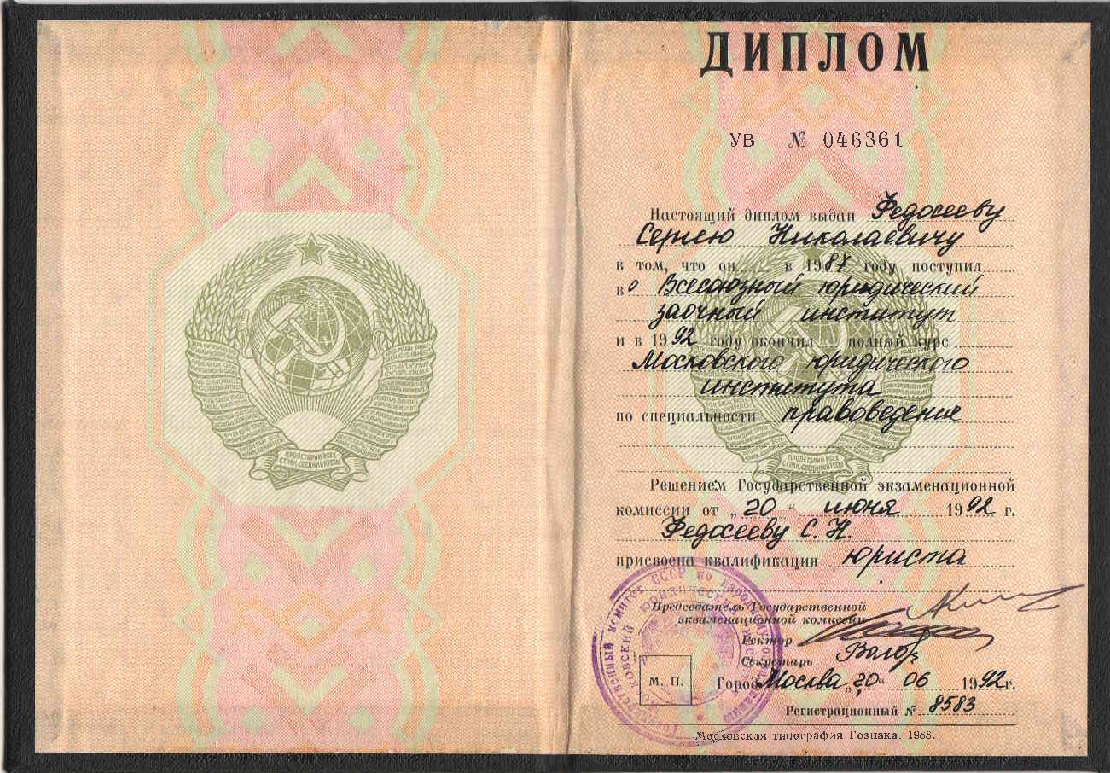 ДИПЛОМ
УВ № 046361
Настоящий диплом выдан Федосееву
Сергею Николаевичу
в том, что он в 1987 году поступил
во Всесоюзный юридический
заочный институт
и в 1992 году окончил полный курс
Московского юридического
института
по специальности правоведение
Решением Государственной экзаменационной
комиссии от „20“ июня 1992 г.
Федосееву С. Н.
присвоена квалификация юриста
Председатель Государственной
экзаменационной комиссии
Ректор
Секретарь
М. П.
Город Москва „20“ 06 1992 г.
Регистрационный № 8583
Московская типография Гознака. 1988.